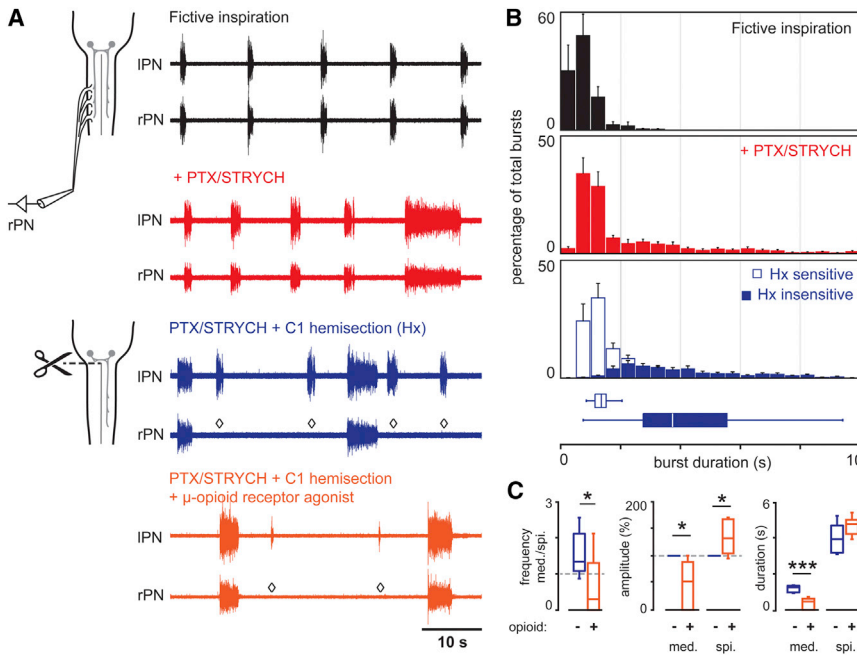 A
Fictive inspiration
lPN
rPN
rPN
+ PTX/STRYCH
lPN
rPN
PTX/STRYCH + C1 hemisection (Hx)
lPN
rPN
PTX/STRYCH + C1 hemisection
+ μ-opioid receptor agonist
lPN
rPN
10 s
B
percentage of total bursts
60
Fictive inspiration
0
50
+ PTX/STRYCH
0
50
Hx sensitive
Hx insensitive
0
0
burst duration (s)
10
C
frequency
med./spi.
3
*
0
amplitude (%)
200
*
*
0
duration (s)
6
***
0
opioid:
- +
- +
- +
- +
- +
med.
spi.
med.
spi.